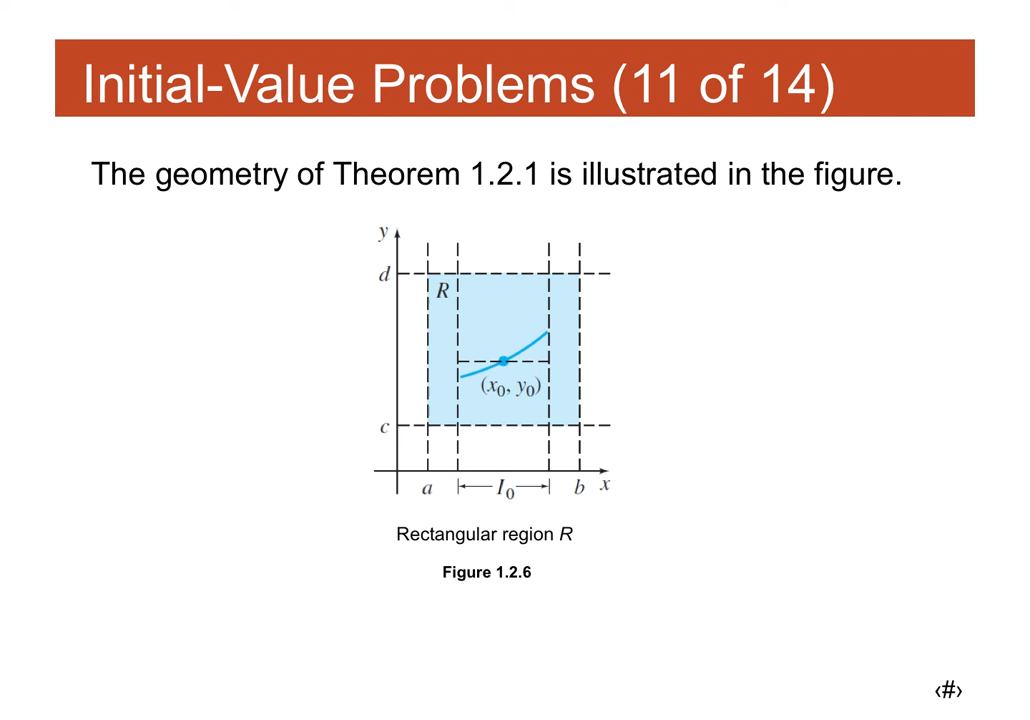 Initial-Value Problems (11 of 14)
The geometry of Theorem 1.2.1 is illustrated in the figure.
y
d
R
(x₀, y₀)
c
a I₀ b x
Rectangular region R
Figure 1.2.6
‹#›